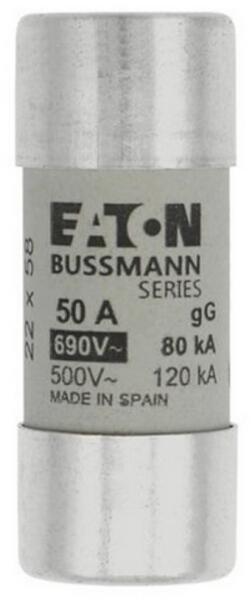 EATON
BUSSMANN
SERIES
50 A gG
690V~ 80 kA
500V~ 120 kA
MADE IN SPAIN
22 x 58